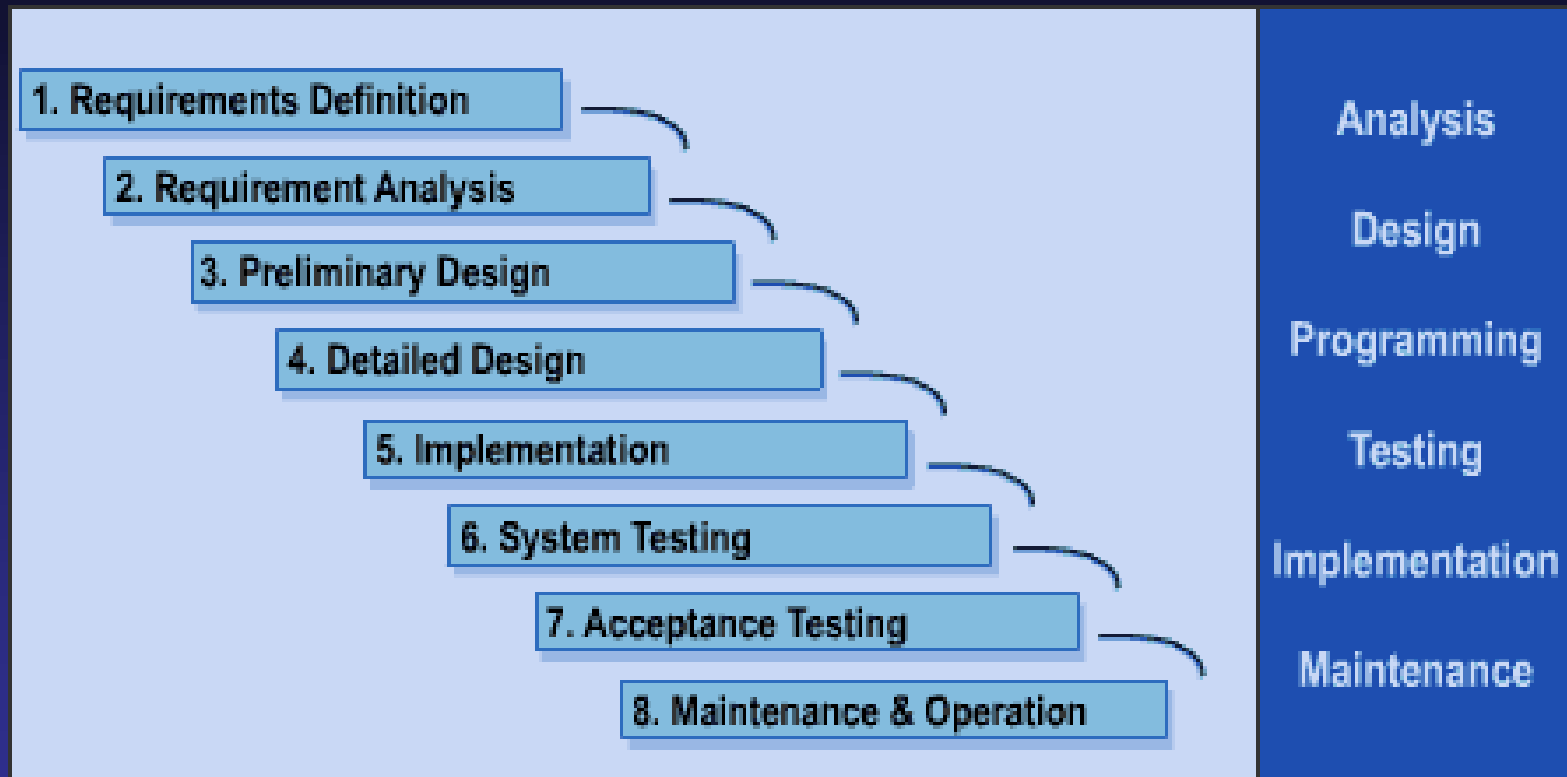 1. Requirements Definition
2. Requirement Analysis
3. Preliminary Design
4. Detailed Design
5. Implementation
6. System Testing
7. Acceptance Testing
8. Maintenance & Operation
Analysis
Design
Programming
Testing
Implementation
Maintenance